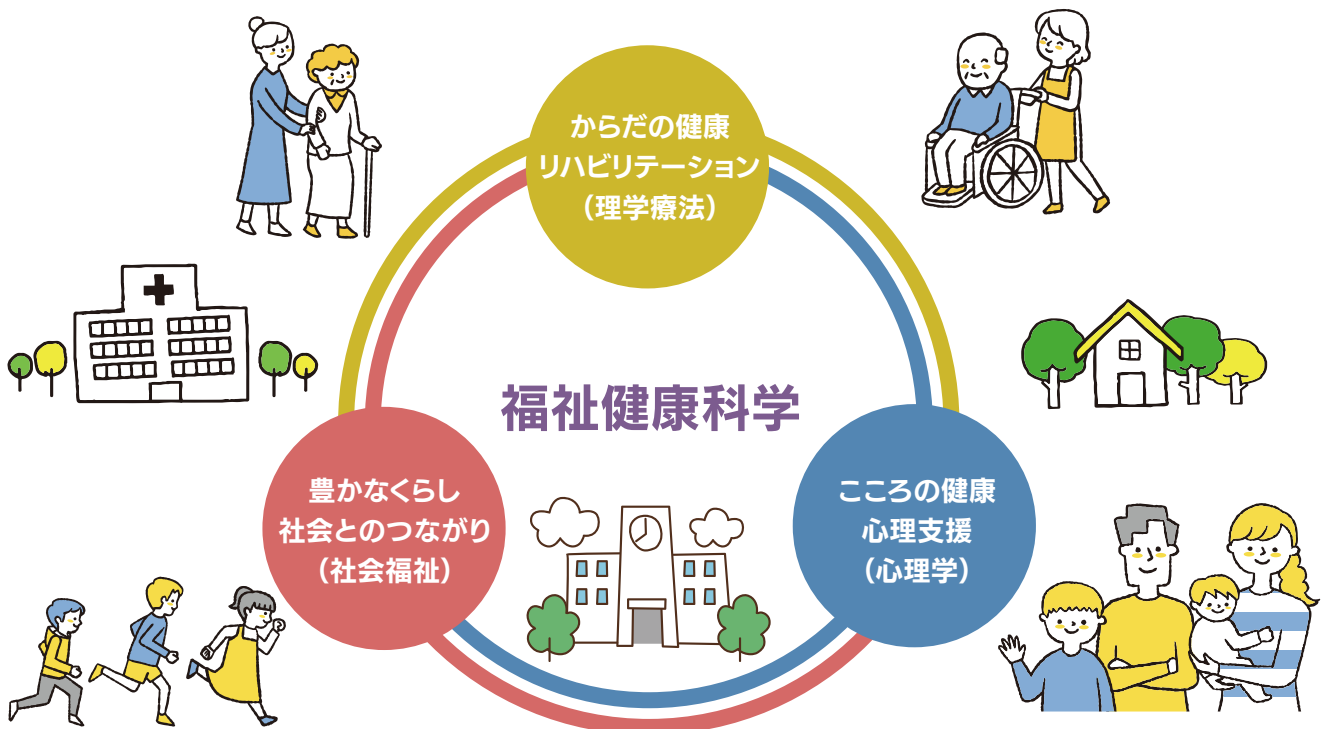 からだの健康
リハビリテーション
（理学療法）
福祉健康科学
豊かなくらし
社会とのつながり
（社会福祉）
こころの健康
心理支援
（心理学）